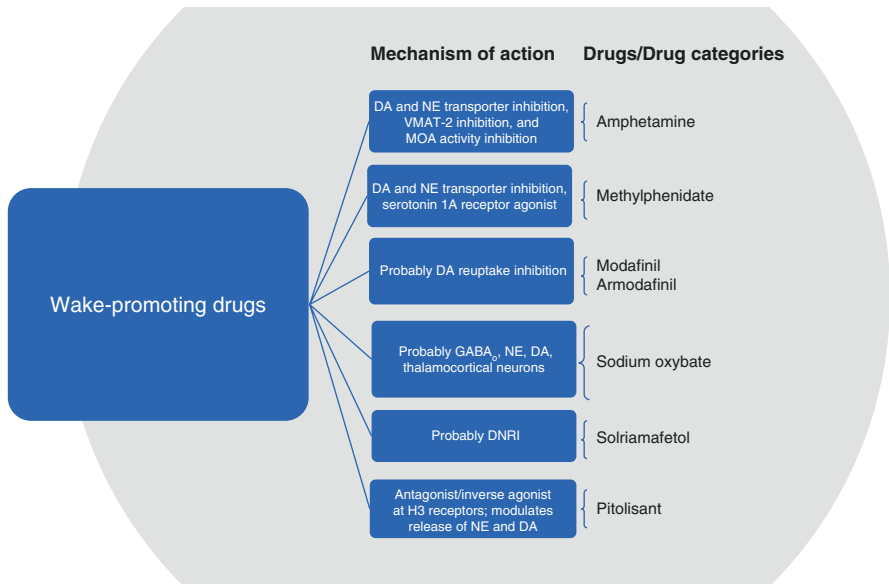 Mechanism of action
Drugs/Drug categories
Wake-promoting drugs
DA and NE transporter inhibition,
VMAT-2 inhibition, and
MOA activity inhibition
Amphetamine
DA and NE transporter inhibition,
serotonin 1A receptor agonist
Methylphenidate
Probably DA reuptake inhibition
Modafinil
Armodafinil
Probably GABAo, NE, DA,
thalamocortical neurons
Sodium oxybate
Probably DNRI
Solriamafetol
Antagonist/inverse agonist
at H3 receptors; modulates
release of NE and DA
Pitolisant